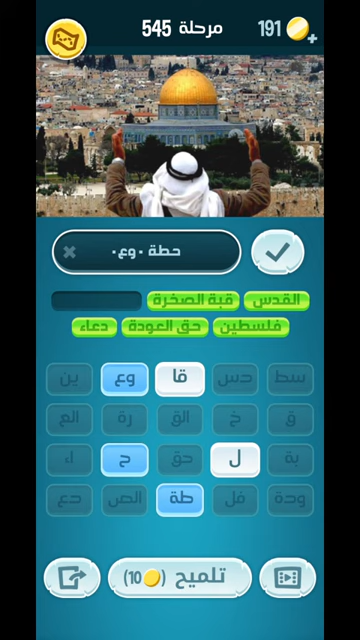 مرحلة 545
191
حطة ٠وع٠
القدس قبة الصخرة
فلسطين حق العودة دعاء
سط دس قا وع ين
ق خ الق رة الع
بة ل حق ح اء
ودة فل طة الص دع
تلميح (10)